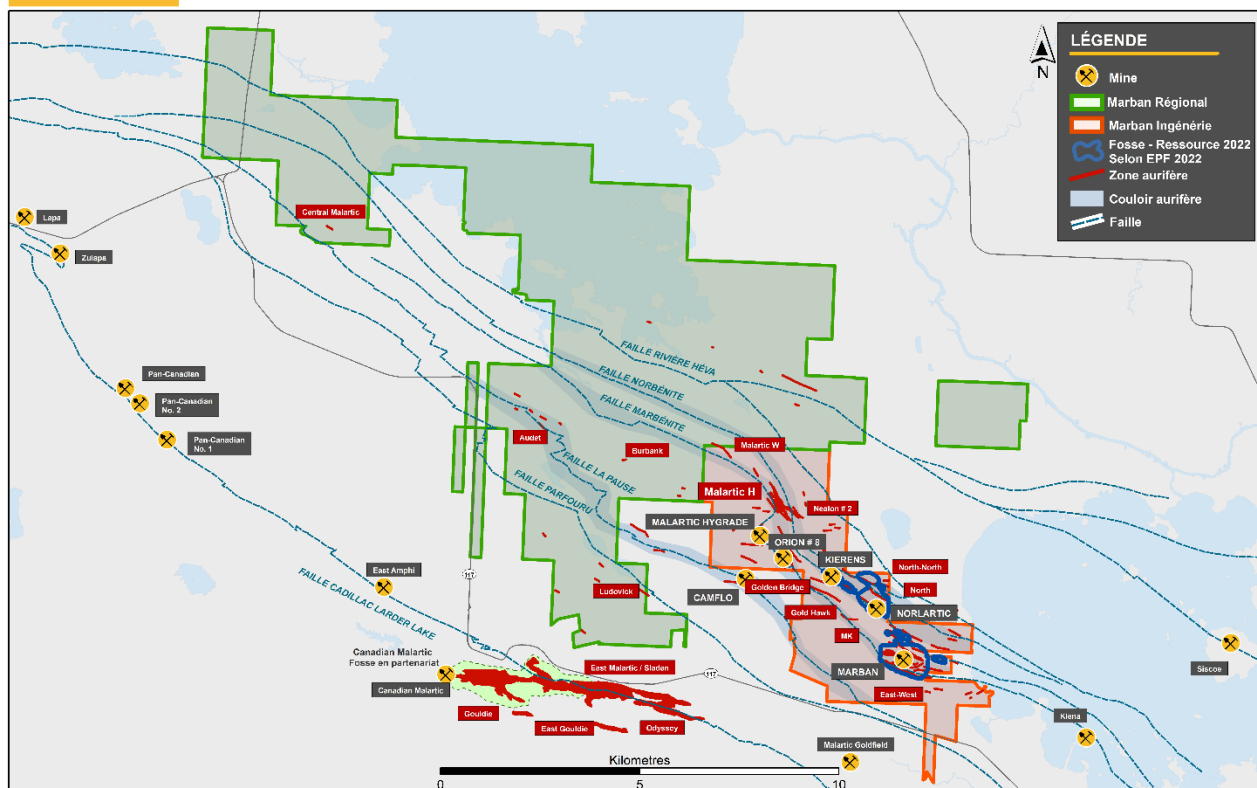 LÉGENDE
Mine
Marban Régional
Marban Ingénérie
Fosse - Ressource 2022
Selon EPF 2022
Zone aurifère
Couloir aurifère
Faille
N
Central Malartic
Lapa
Zulapa
Pan-Canadian
Pan-Canadian
No. 2
Pan-Canadian
No. 1
FAILLE RIVIÈRE HÉVA
FAILLE NORBÉNITE
FAILLE MARBÉNITE
FAILLE LA PAUSE
FAILLE PARFOURU
FAILLE CADILLAC LARDER LAKE
Audet
Burbank
Malartic W
Malartic H
Nealon # 2
MALARTIC HYGRADE
ORION # 8
KIERENS
North-North
North
Golden Bridge
CAMFLO
Gold Hawk
NORLARTIC
MK
MARBAN
East-West
Ludovick
East Amphi
117
Canadian Malartic
Fosse en partenariat
Canadian Malartic
East Malartic / Sladen
117
Gouldie
East Gouldie
Odyssey
Siscoe
Kiena
Malartic Goldfield
Kilometres
0
5
10